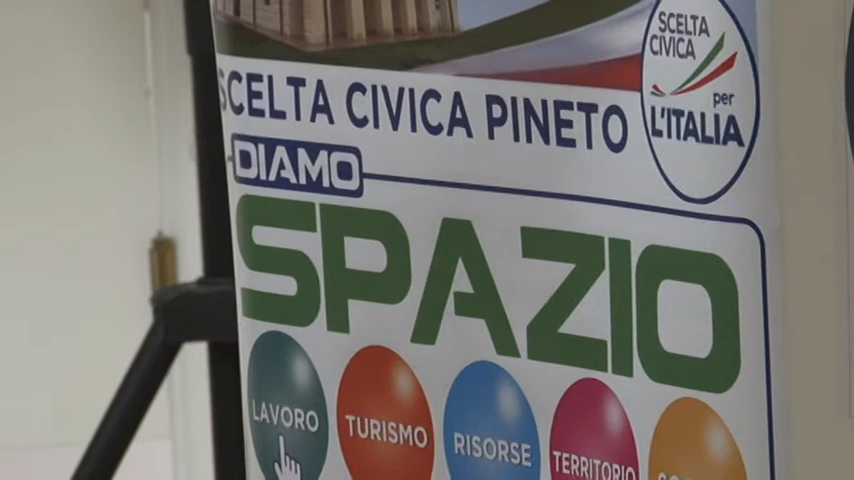 SCELTA
CIVICA
per
L'ITALIA
SCELTA CIVICA PINETO
DIAMO
SPAZIO
LAVORO
TURISMO
RISORSE
TERRITORIO